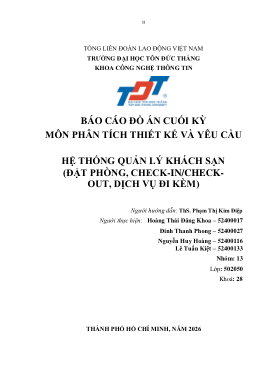 ii
TỔNG LIÊN ĐOÀN LAO ĐỘNG VIỆT NAM
TRƯỜNG ĐẠI HỌC TÔN ĐỨC THẮNG
KHOA CÔNG NGHỆ THÔNG TIN
TDT
BÁO CÁO ĐỒ ÁN CUỐI KỲ
MÔN PHÂN TÍCH THIẾT KẾ VÀ YÊU CẦU
HỆ THỐNG QUẢN LÝ KHÁCH SẠN
(ĐẶT PHÒNG, CHECK-IN/CHECK-
OUT, DỊCH VỤ ĐI KÈM)
Người hướng dẫn: ThS. Phạm Thị Kim Diệp
Người thực hiện: Hoàng Thái Đăng Khoa – 52400017
Đinh Thanh Phong – 52400027
Nguyễn Huy Hoàng – 52400116
Lê Tuấn Kiệt – 52400133
Nhóm: 13
Lớp: 502050
Khoá: 28
THÀNH PHỐ HỒ CHÍ MINH, NĂM 2026